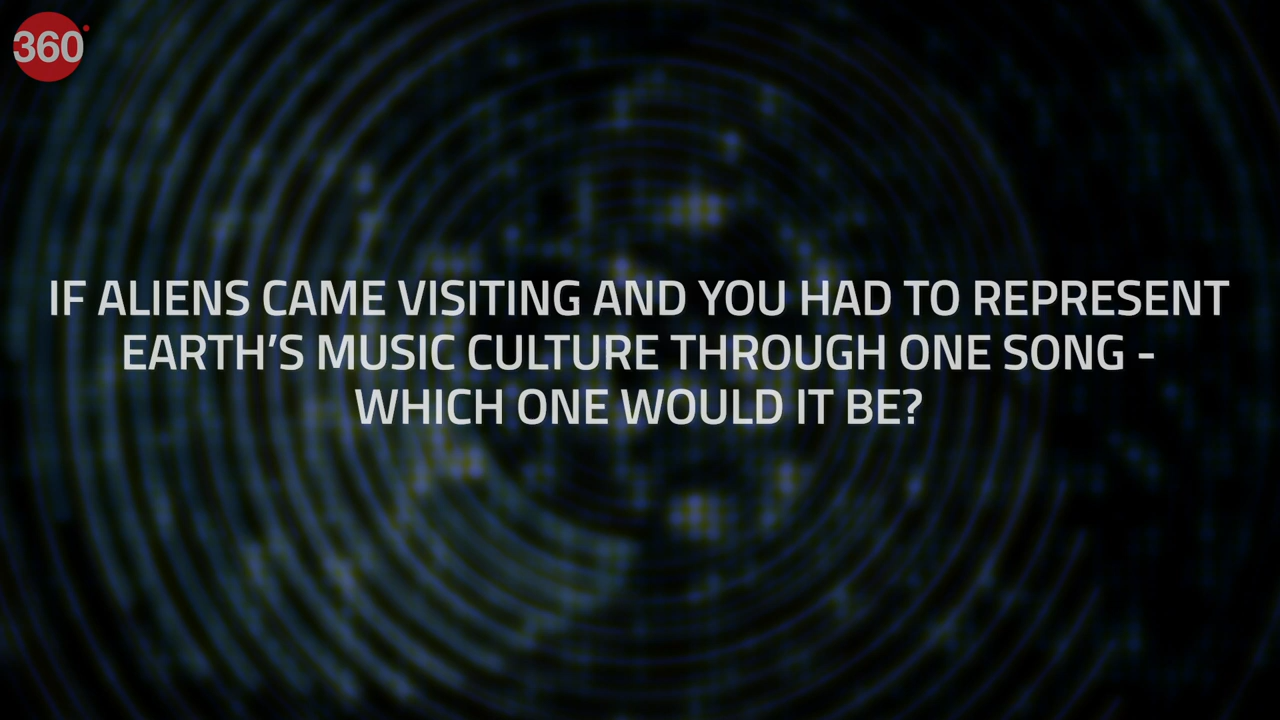 360°
IF ALIENS CAME VISITING AND YOU HAD TO REPRESENT
EARTH’S MUSIC CULTURE THROUGH ONE SONG -
WHICH ONE WOULD IT BE?